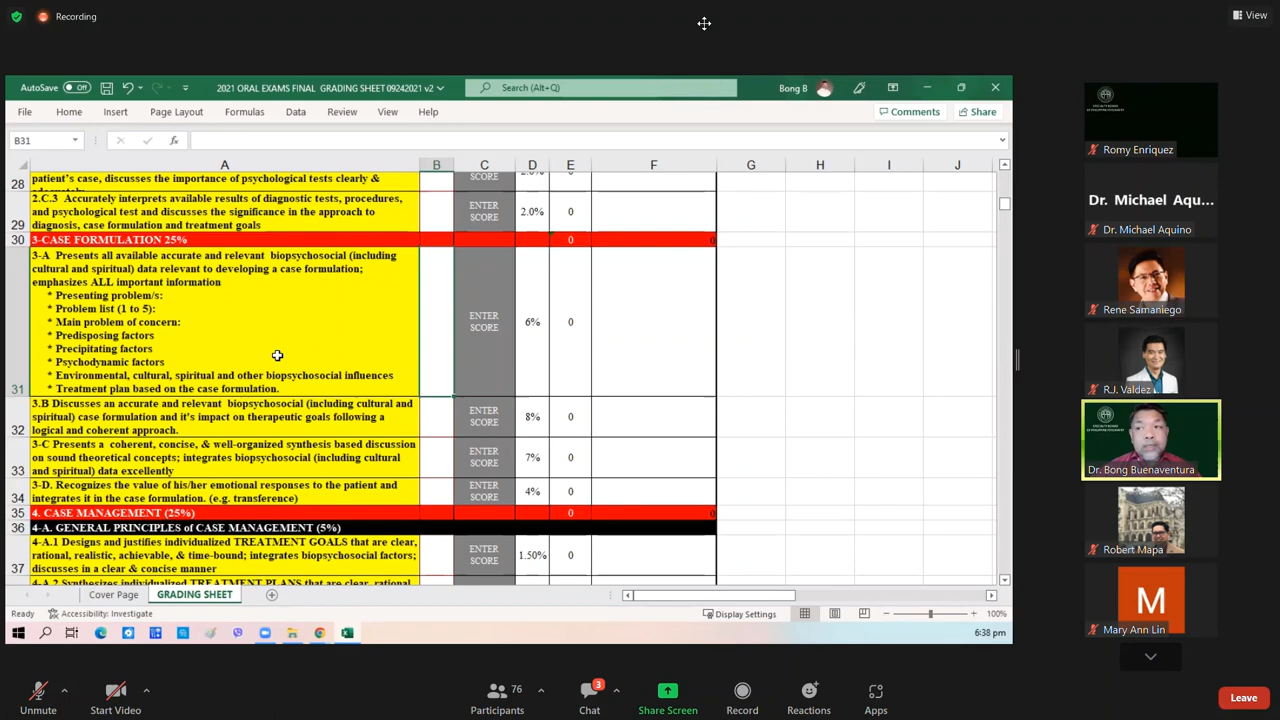 Recording
View
AutoSave Off
2021 ORAL EXAMS FINAL GRADING SHEET 09242021 v2
Search (Alt+Q)
Bong B
File Home Insert Page Layout Formulas Data Review View Help
Comments Share
B31
A B C D E F G H I J
28 patient's case, discusses the importance of psychological tests clearly & SCORE
29 2.C.3 Accurately interprets available results of diagnostic tests, procedures,
and psychological test and discusses the significance in the approach to
diagnosis, case formulation and treatment goals
ENTER SCORE 2.0% 0
30 3-CASE FORMULATION 25% 0 0
31 3-A Presents all available accurate and relevant biopsychosocial (including
cultural and spiritual) data relevant to developing a case formulation;
emphasizes ALL important information
* Presenting problem/s:
* Problem list (1 to 5):
* Main problem of concern:
* Predisposing factors
* Precipitating factors
* Psychodynamic factors
* Environmental, cultural, spiritual and other biopsychosocial influences
* Treatment plan based on the case formulation.
ENTER SCORE 6% 0
32 3.B Discusses an accurate and relevant biopsychosocial (including cultural and
spiritual) case formulation and it's impact on therapeutic goals following a
logical and coherent approach.
ENTER SCORE 8% 0
33 3-C Presents a coherent, concise, & well-organized synthesis based discussion
on sound theoretical concepts; integrates biopsychosocial (including cultural
and spiritual) data excellently
ENTER SCORE 7% 0
34 3-D. Recognizes the value of his/her emotional responses to the patient and
integrates it in the case formulation. (e.g. transference)
ENTER SCORE 4% 0
35 4. CASE MANAGEMENT (25%) 0 0
36 4-A. GENERAL PRINCIPLES of CASE MANAGEMENT (5%)
37 4-A.1 Designs and justifies individualized TREATMENT GOALS that are clear,
rational, realistic, achievable, & time-bound; integrates biopsychosocial factors;
discusses in a clear & concise manner
ENTER SCORE 1.50% 0
4-A.2 Synthesizes individualized TREATMENT PLANS that are clear, rational
Cover Page GRADING SHEET
Ready Accessibility: Investigate Display Settings 100%
6:38 pm
Romy Enriquez
Dr. Michael Aqu...
Dr. Michael Aquino
Rene Samaniego
R.J. Valdez
Dr. Bong Buenaventura
Robert Mapa
M
Mary Ann Lin
Unmute Start Video 76 Participants 3 Chat Share Screen Record Reactions Apps Leave